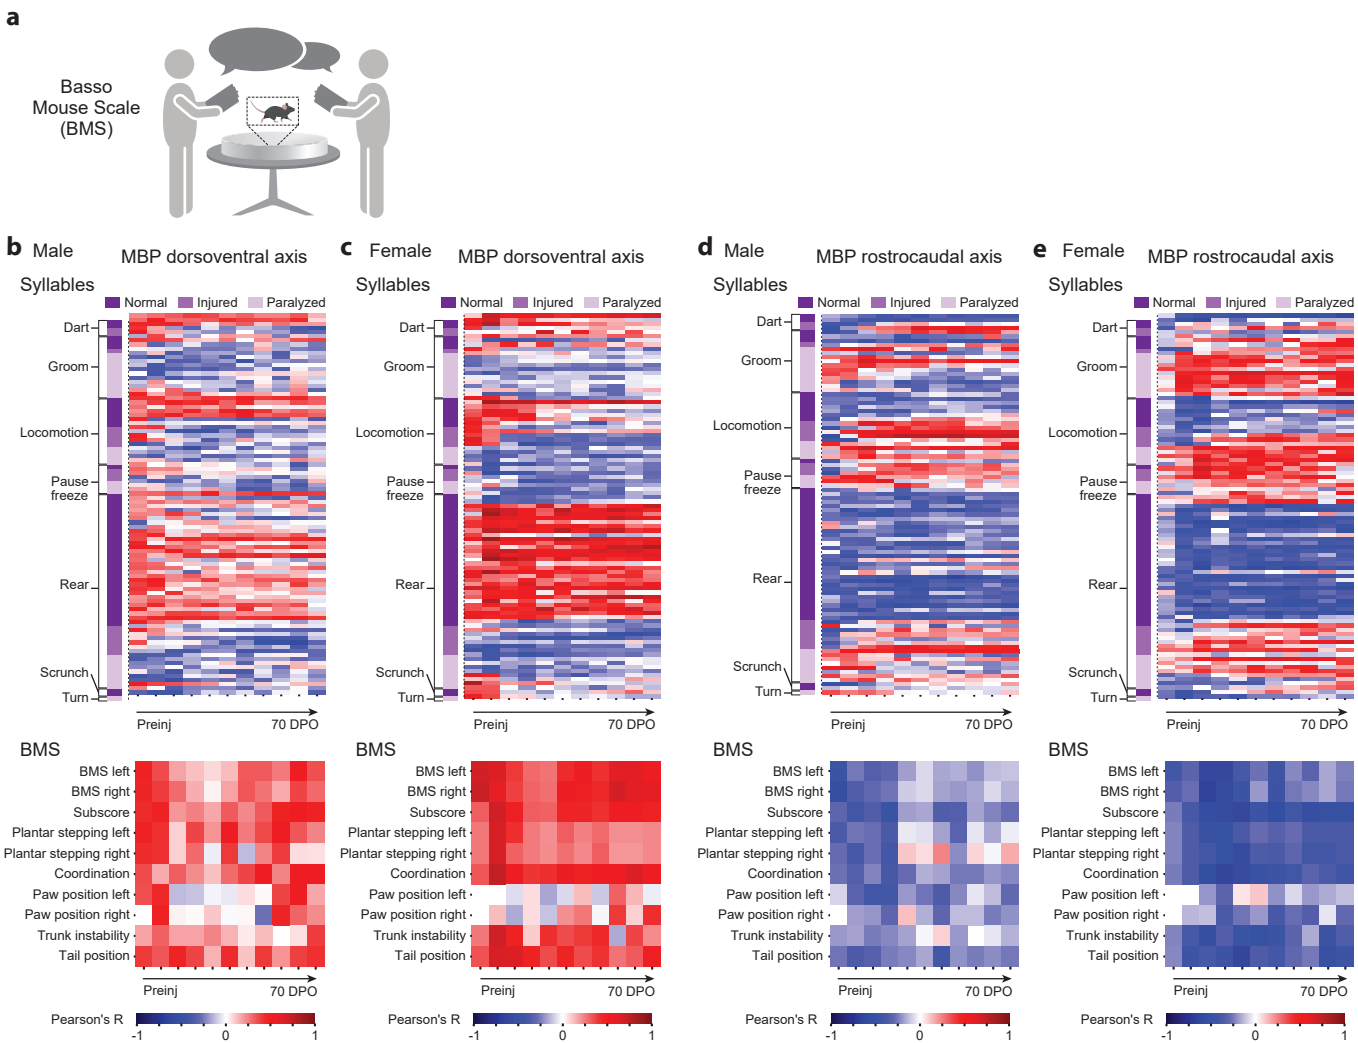 a
Basso
Mouse Scale
(BMS)
b Male MBP dorsoventral axis
Syllables
Normal Injured Paralyzed
Dart
Groom
Locomotion
Pause
freeze
Rear
Scrunch
Turn
Preinj 70 DPO
BMS
BMS left
BMS right
Subscore
Plantar stepping left
Plantar stepping right
Coordination
Paw position left
Paw position right
Trunk instability
Tail position
Preinj 70 DPO
Pearson's R
-1 0 1
c Female MBP dorsoventral axis
Syllables
Normal Injured Paralyzed
Dart
Groom
Locomotion
Pause
freeze
Rear
Scrunch
Turn
Preinj 70 DPO
BMS
BMS left
BMS right
Subscore
Plantar stepping left
Plantar stepping right
Coordination
Paw position left
Paw position right
Trunk instability
Tail position
Preinj 70 DPO
Pearson's R
-1 0 1
d Male MBP rostrocaudal axis
Syllables
Normal Injured Paralyzed
Dart
Groom
Locomotion
Pause
freeze
Rear
Scrunch
Turn
Preinj 70 DPO
BMS
BMS left
BMS right
Subscore
Plantar stepping left
Plantar stepping right
Coordination
Paw position left
Paw position right
Trunk instability
Tail position
Preinj 70 DPO
Pearson's R
-1 0 1
e Female MBP rostrocaudal axis
Syllables
Normal Injured Paralyzed
Dart
Groom
Locomotion
Pause
freeze
Rear
Scrunch
Turn
Preinj 70 DPO
BMS
BMS left
BMS right
Subscore
Plantar stepping left
Plantar stepping right
Coordination
Paw position left
Paw position right
Trunk instability
Tail position
Preinj 70 DPO
Pearson's R
-1 0 1